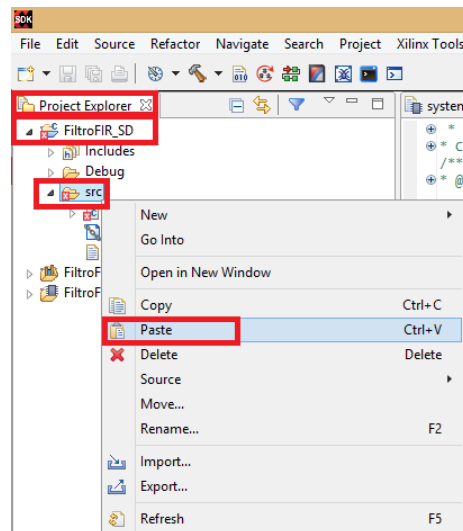 SDK
File Edit Source Refactor Navigate Search Project Xilinx Tools
Project Explorer
system
FiltroFIR_SD
Includes
Debug
src
FiltroF
FiltroF
*
* C
/**
* @
New
Go Into
Open in New Window
Copy Ctrl+C
Paste Ctrl+V
Delete Delete
Source
Move...
Rename... F2
Import...
Export...
Refresh F5